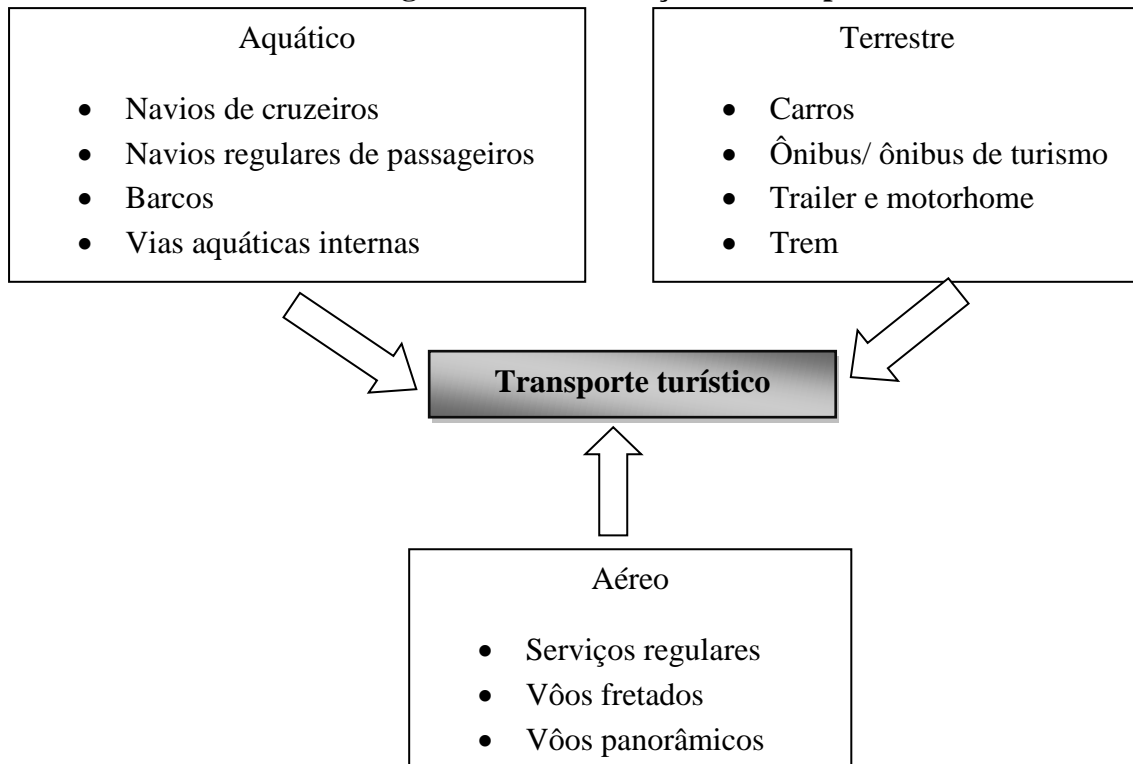 Aquático
• Navios de cruzeiros
• Navios regulares de passageiros
• Barcos
• Vias aquáticas internas
Terrestre
• Carros
• Ônibus/ ônibus de turismo
• Trailer e motorhome
• Trem
Transporte turístico
Aéreo
• Serviços regulares
• Vôos fretados
• Vôos panorâmicos